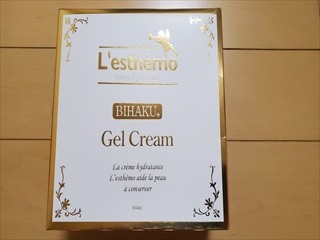 L'esthémo
BIHAKU
Gel Cream
La crème hydratante
L'esthémo aide la peau
à conserver